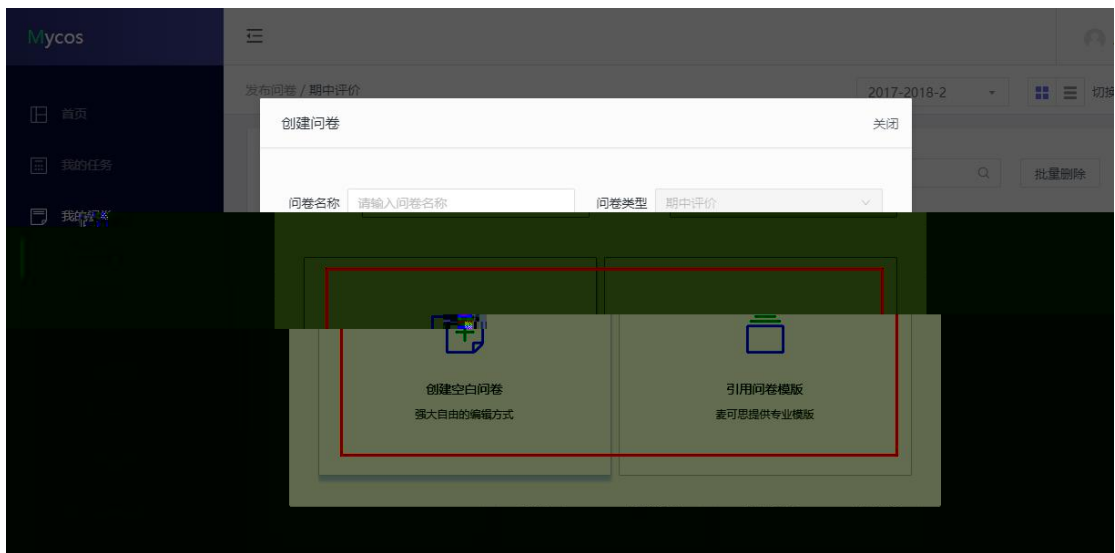 Mycos
发布问卷 / 期中评价
2017-2018-2
切换
首页
创建问卷
关闭
我的任务
批量删除
问卷名称 请输入问卷名称
问卷类型 期中评价
我的
创建空白问卷
引用问卷模版
强大自由的编辑方式
麦可思提供专业模版